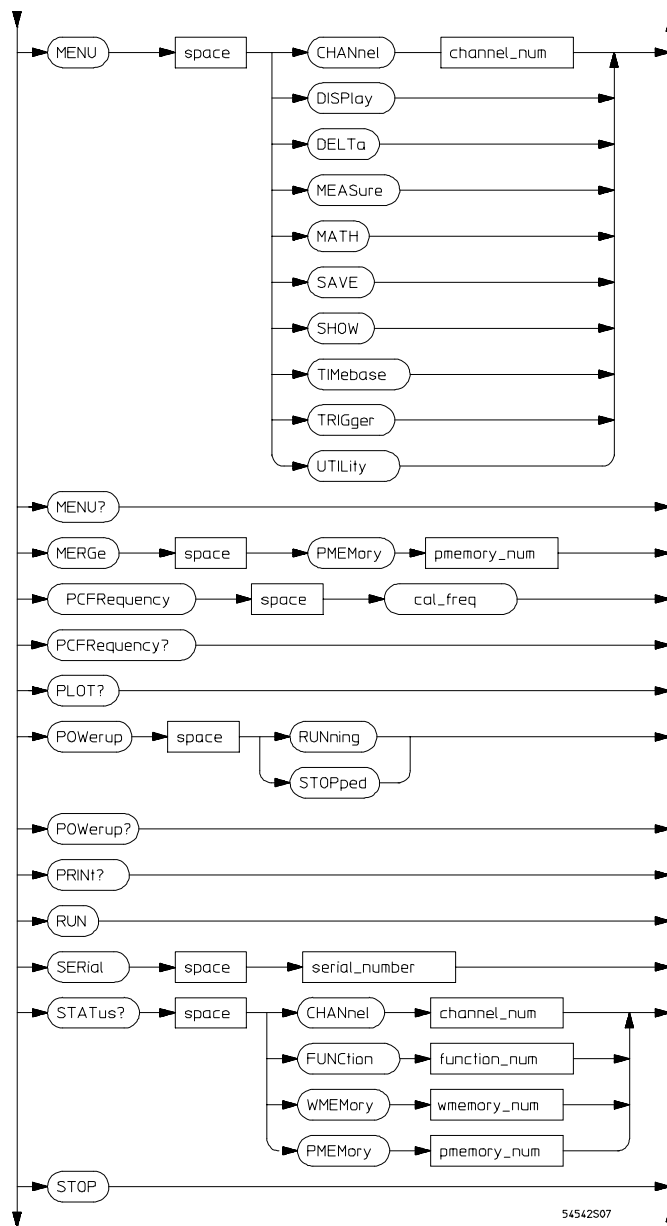 MENU space CHANnel channel_num
DISPlay
DELTa
MEASure
MATH
SAVE
SHOW
TIMebase
TRIGger
UTILity
MENU?
MERGe space PMEMory pmemory_num
PCFRequency space cal_freq
PCFRequency?
PLOT?
POWerup space RUNning
STOPped
POWerup?
PRINt?
RUN
SERial space serial_number
STATus? space CHANnel channel_num
FUNCtion function_num
WMEMory wmemory_num
PMEMory pmemory_num
STOP
54542S07